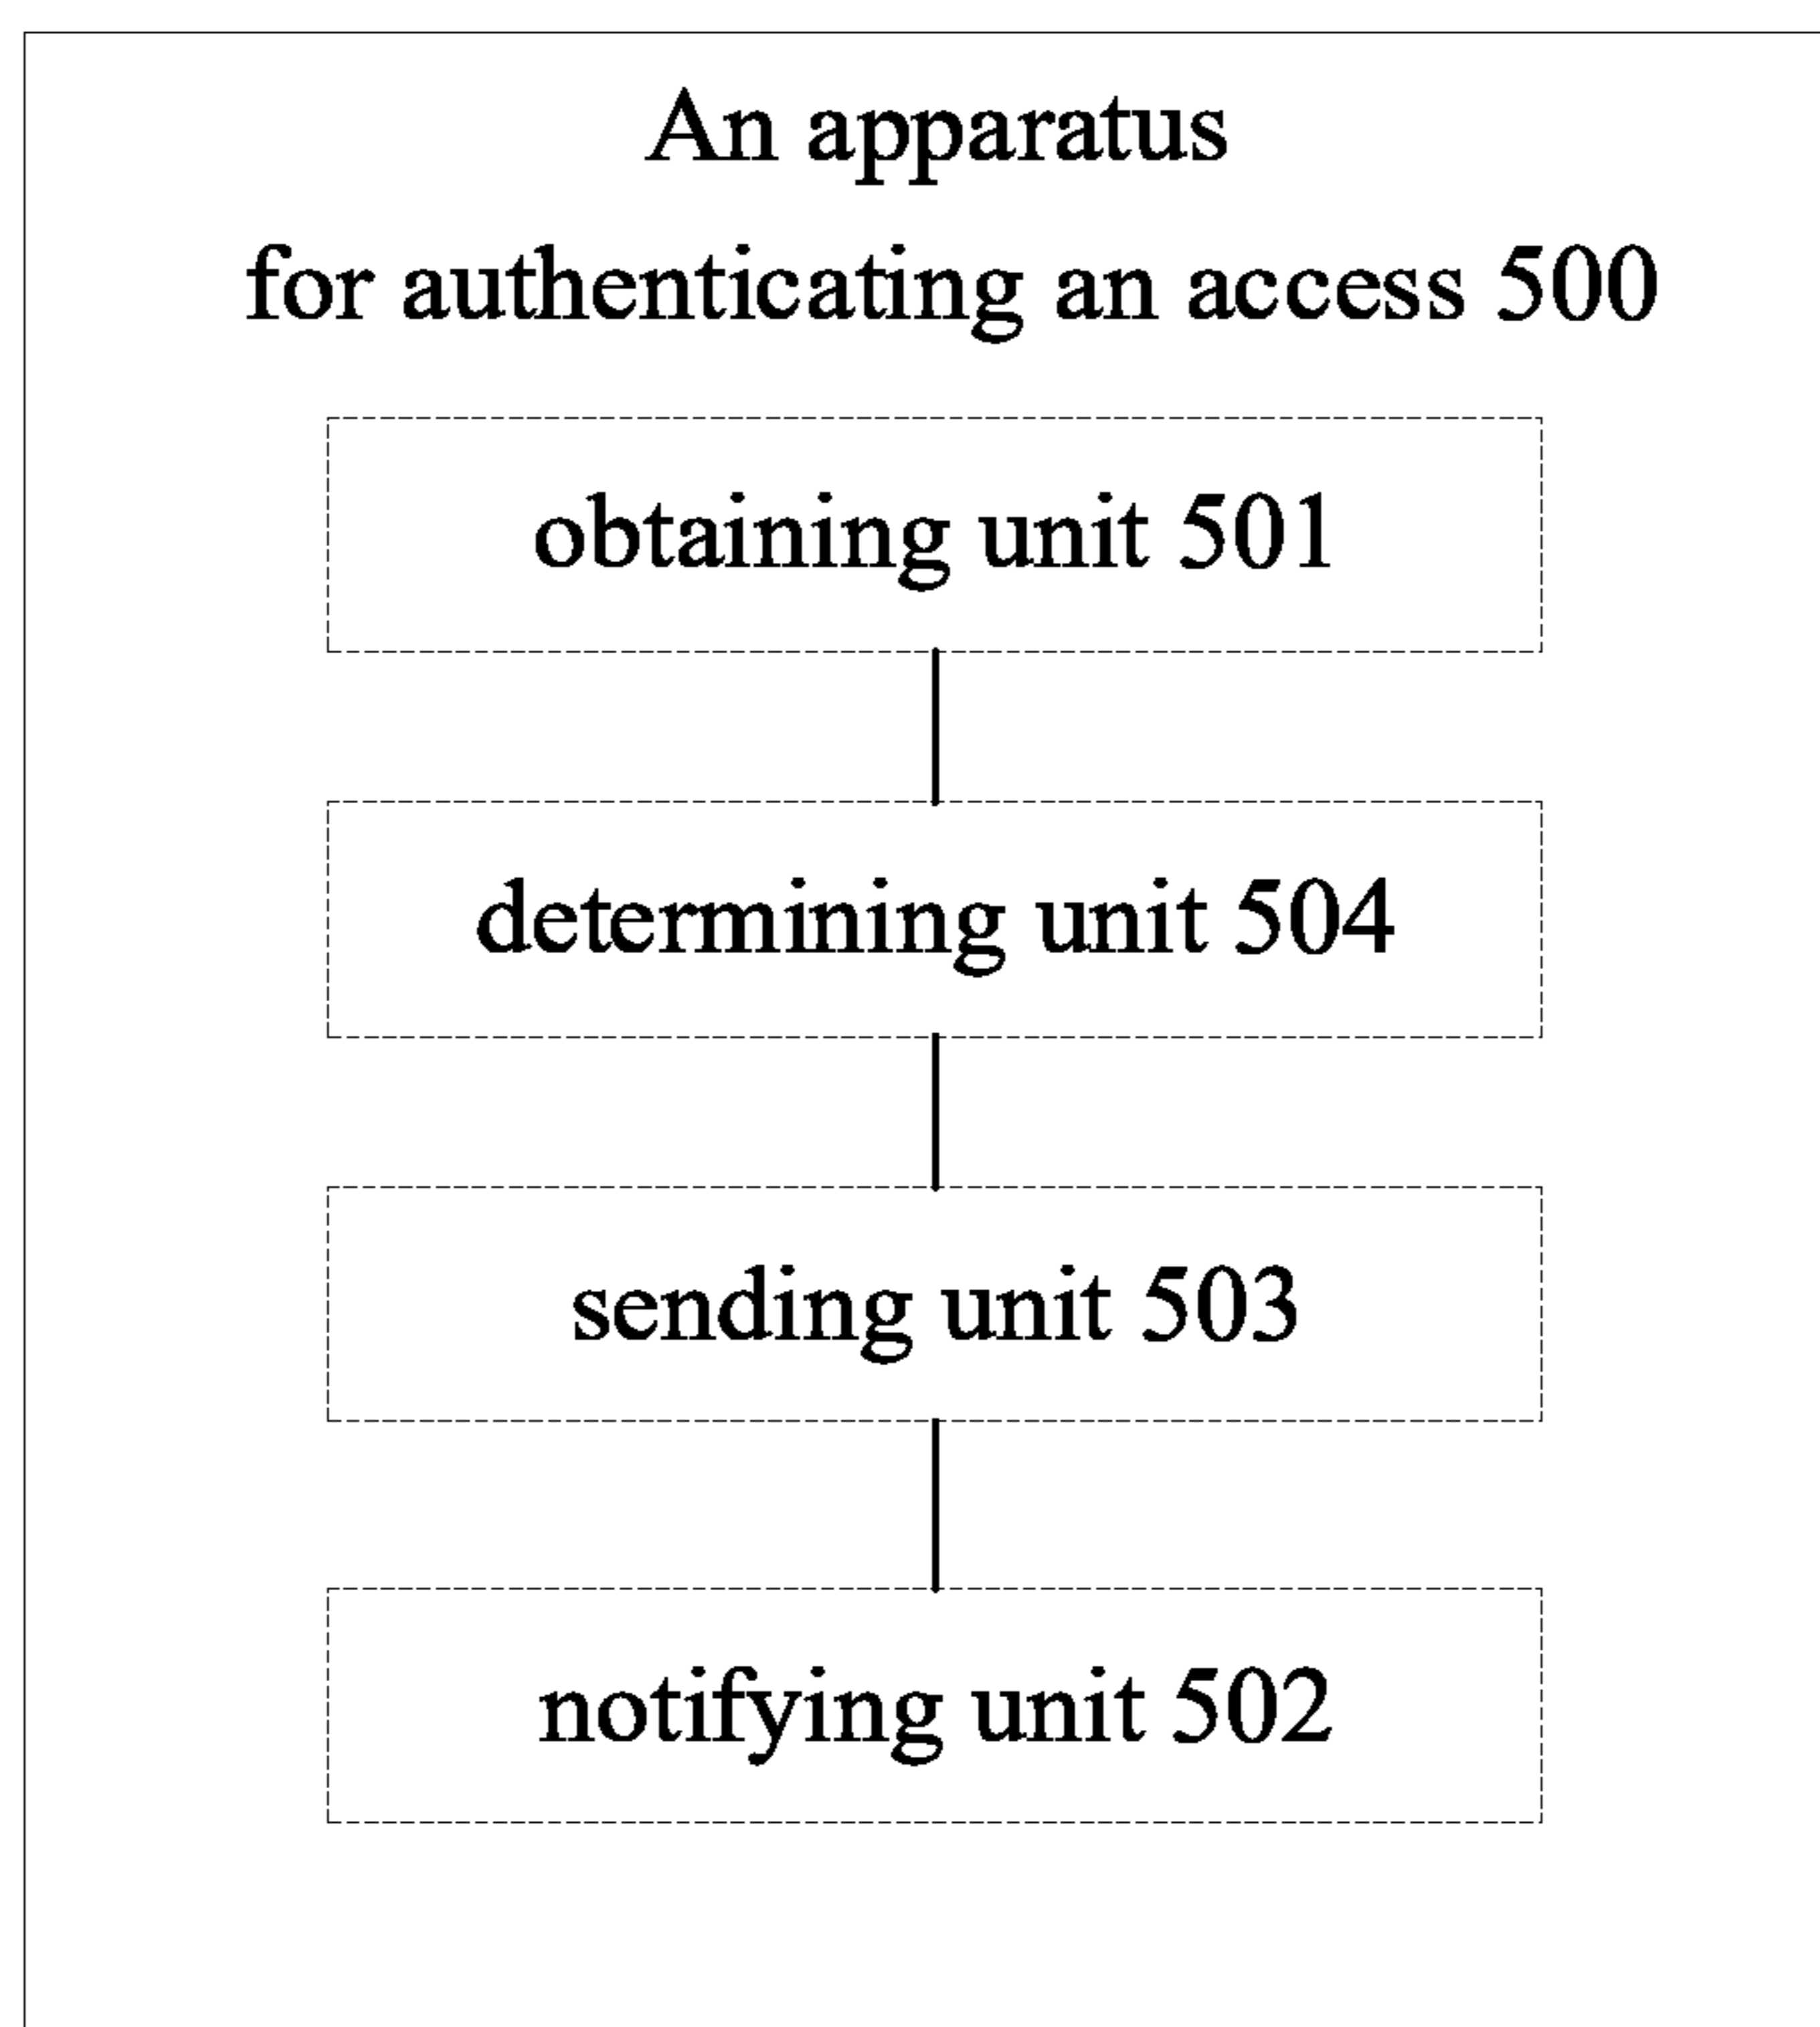 An apparatus
for authenticating an access 500
obtaining unit 501
determining unit 504
sending unit 503
notifying unit 502